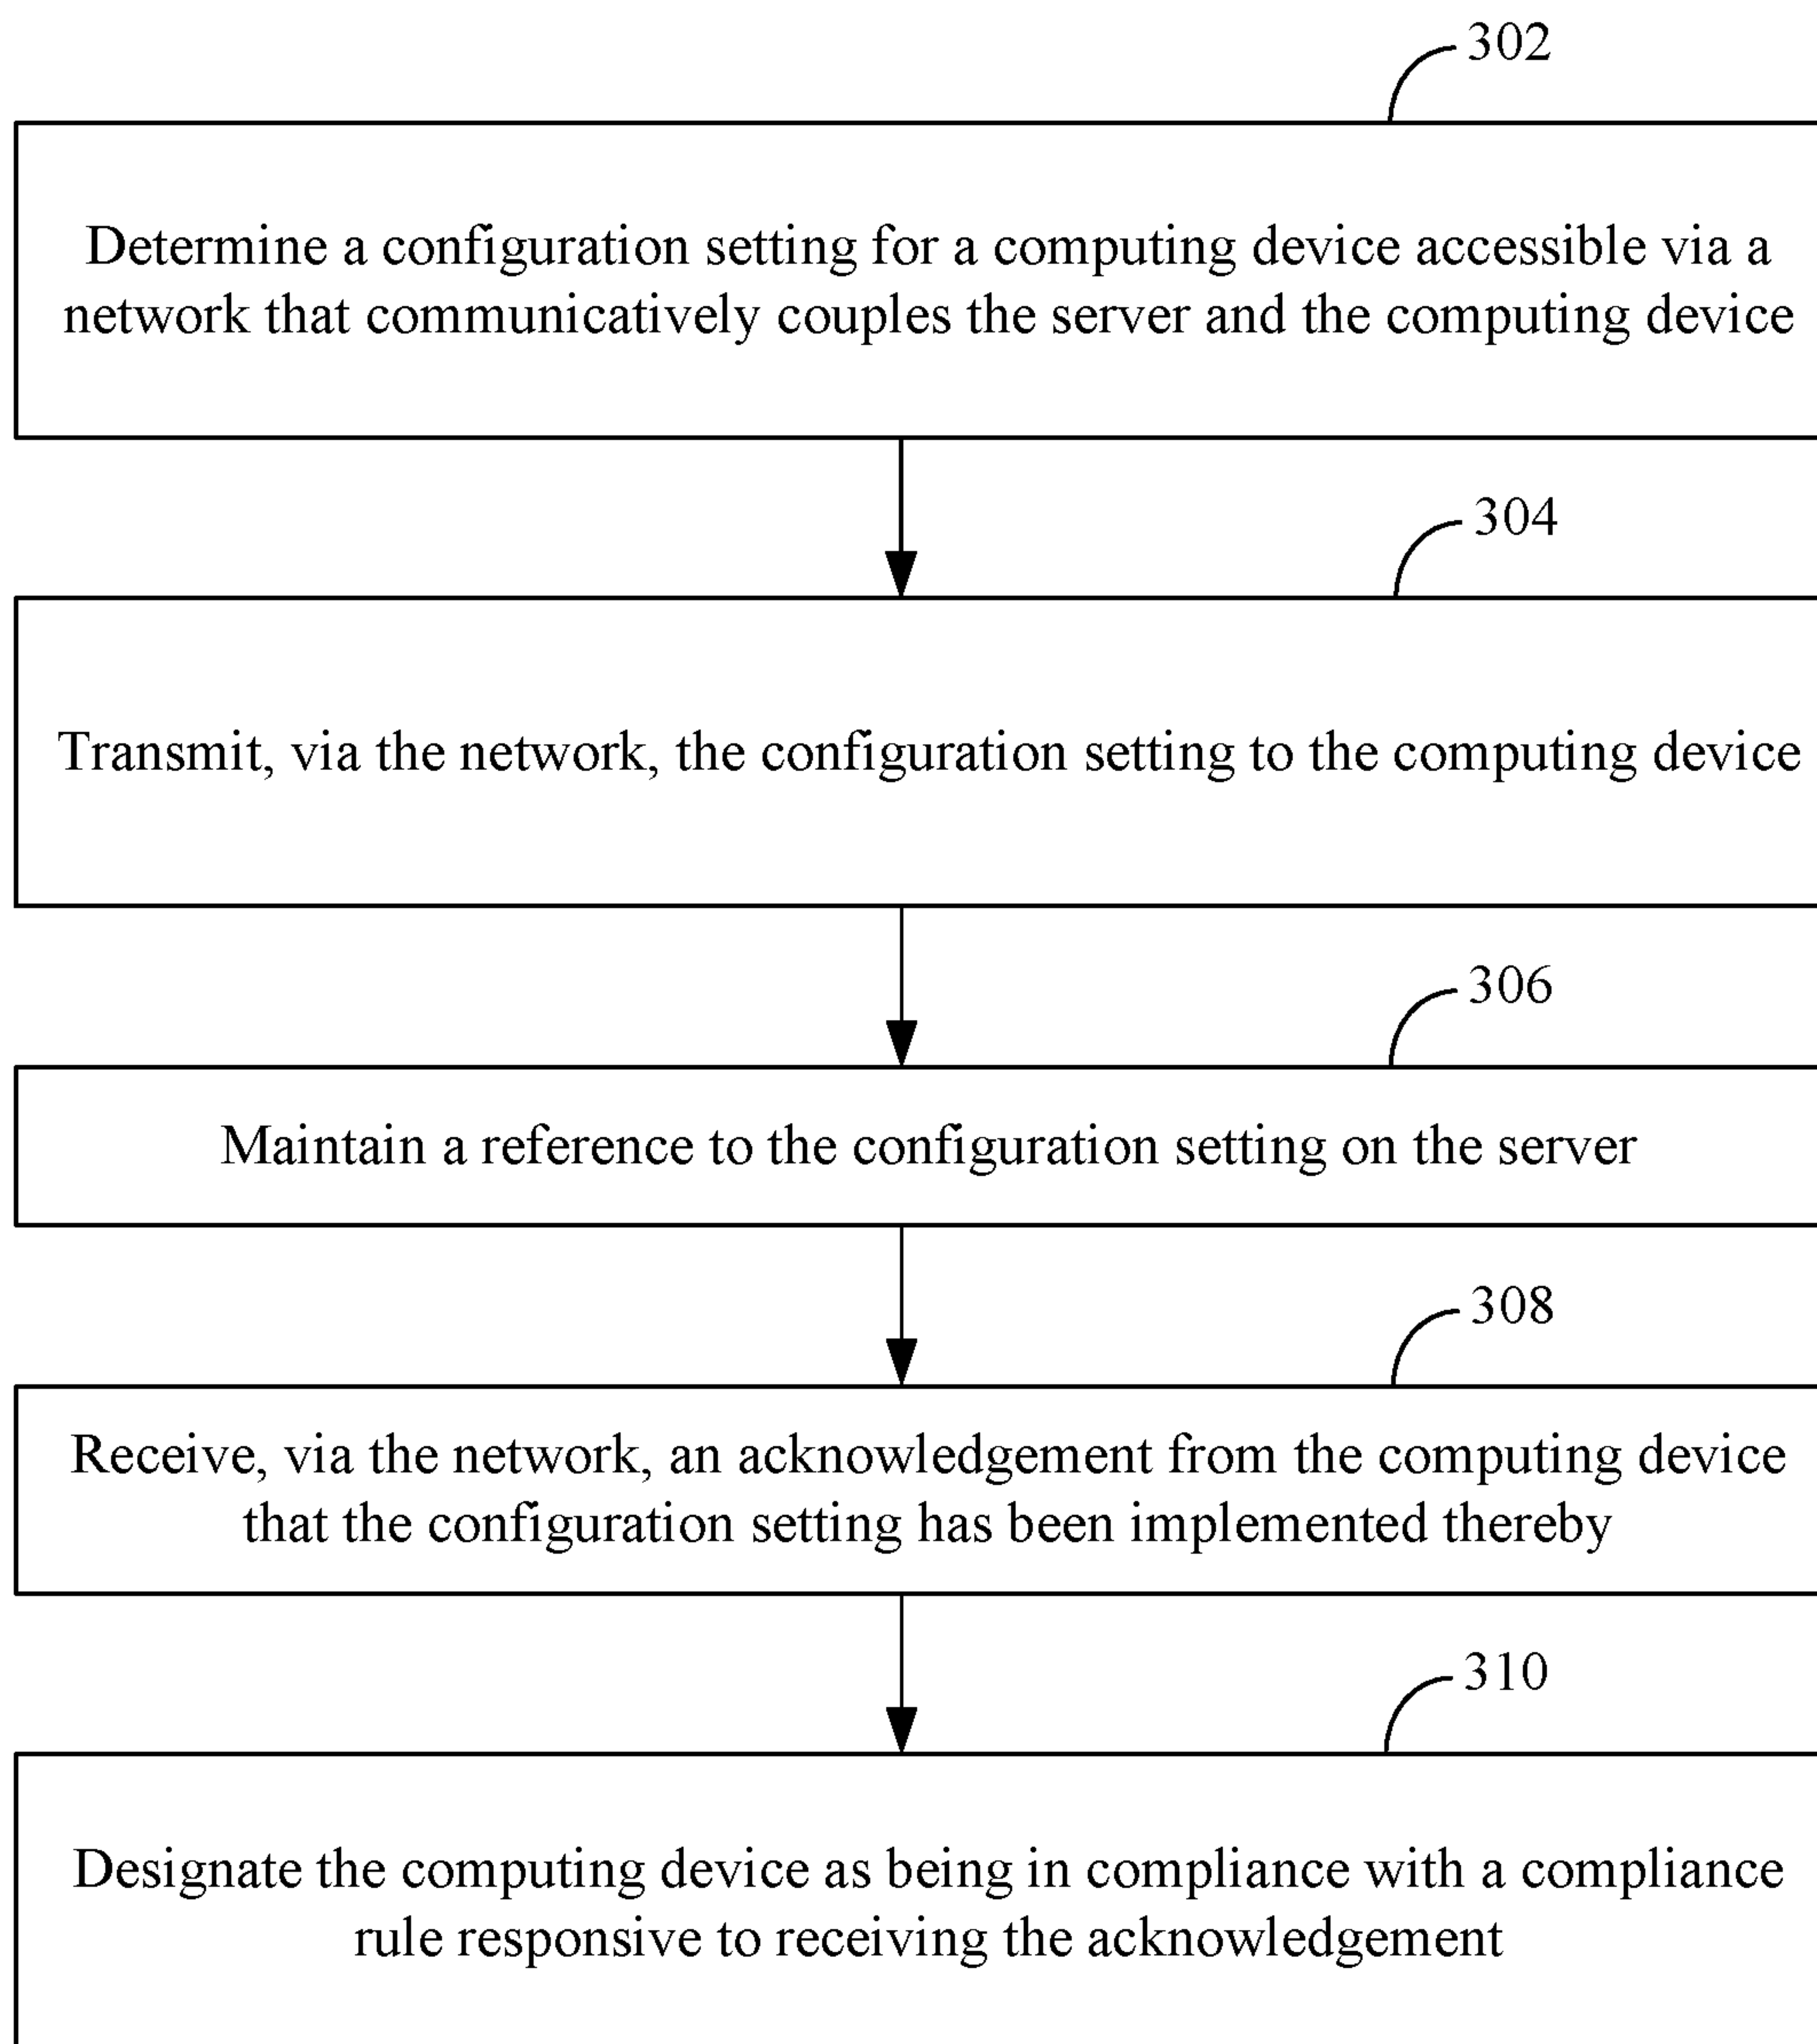 302
Determine a configuration setting for a computing device accessible via a
network that communicatively couples the server and the computing device
304
Transmit, via the network, the configuration setting to the computing device
306
Maintain a reference to the configuration setting on the server
308
Receive, via the network, an acknowledgement from the computing device
that the configuration setting has been implemented thereby
310
Designate the computing device as being in compliance with a compliance
rule responsive to receiving the acknowledgement